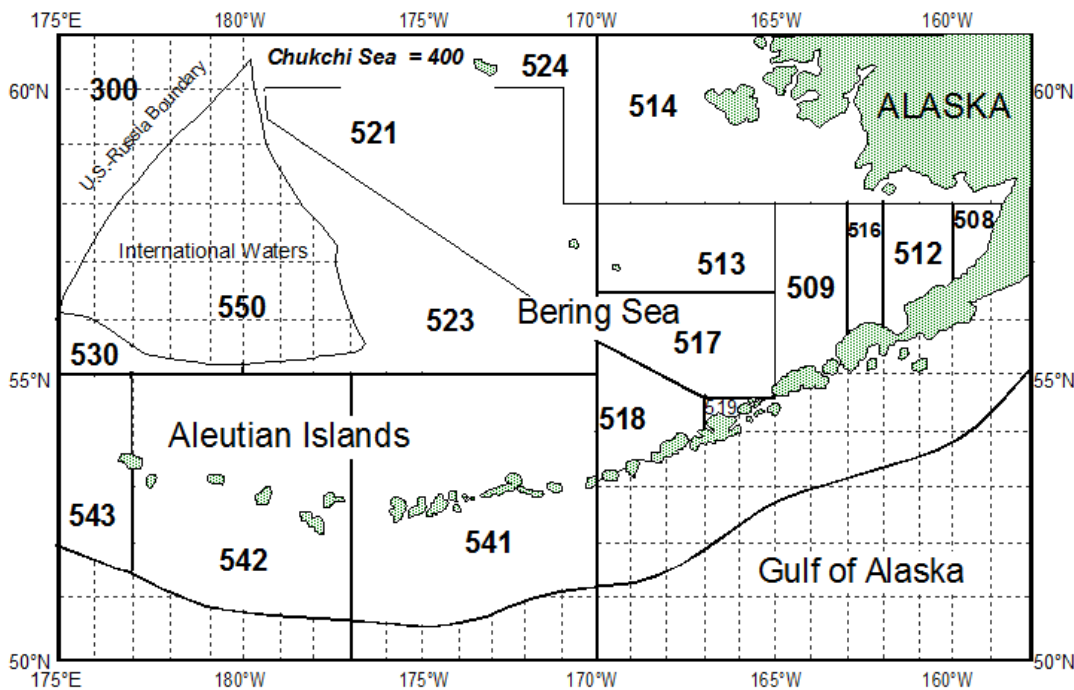 175°E 180°W 175°W 170°W 165°W 160°W
Chukchi Sea = 400
524
300
60°N
514
60°N
ALASKA
U.S.-Russia Boundary
521
508
516
International Waters
513
512
509
550
523
Bering Sea
517
530
55°N
55°N
519
518
Aleutian Islands
543
541
542
Gulf of Alaska
50°N
50°N
175°E 180°W 175°W 170°W 165°W 160°W